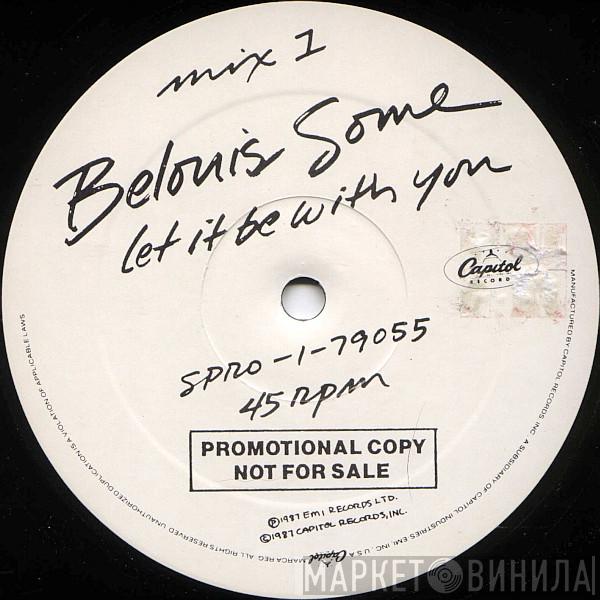 mix 1
Belouis Some
let it be with you
Capitol
RECORDS
SPRO-1-79055
45 rpm
PROMOTIONAL COPY
NOT FOR SALE
℗1987 EMI RECORDS LTD.
©1987 CAPITOL RECORDS, INC.
MANUFACTURED BY CAPITOL RECORDS, INC. A SUBSIDIARY OF CAPITOL INDUSTRIES-EMI, INC. U.S.A.
Capitol
MARCA REG. ALL RIGHTS RESERVED. UNAUTHORIZED DUPLICATION IS A VIOLATION OF APPLICABLE LAWS
МАРКЕТ ВИНИЛА